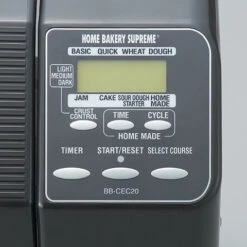 HOME BAKERY SUPREME™
BASIC QUICK WHEAT DOUGH
LIGHT
MEDIUM
DARK
JAM CAKE SOUR DOUGH HOME
STARTER MADE
CRUST
CONTROL
TIME CYCLE
HOME MADE
TIMER START/RESET SELECT COURSE
BB-CEC20